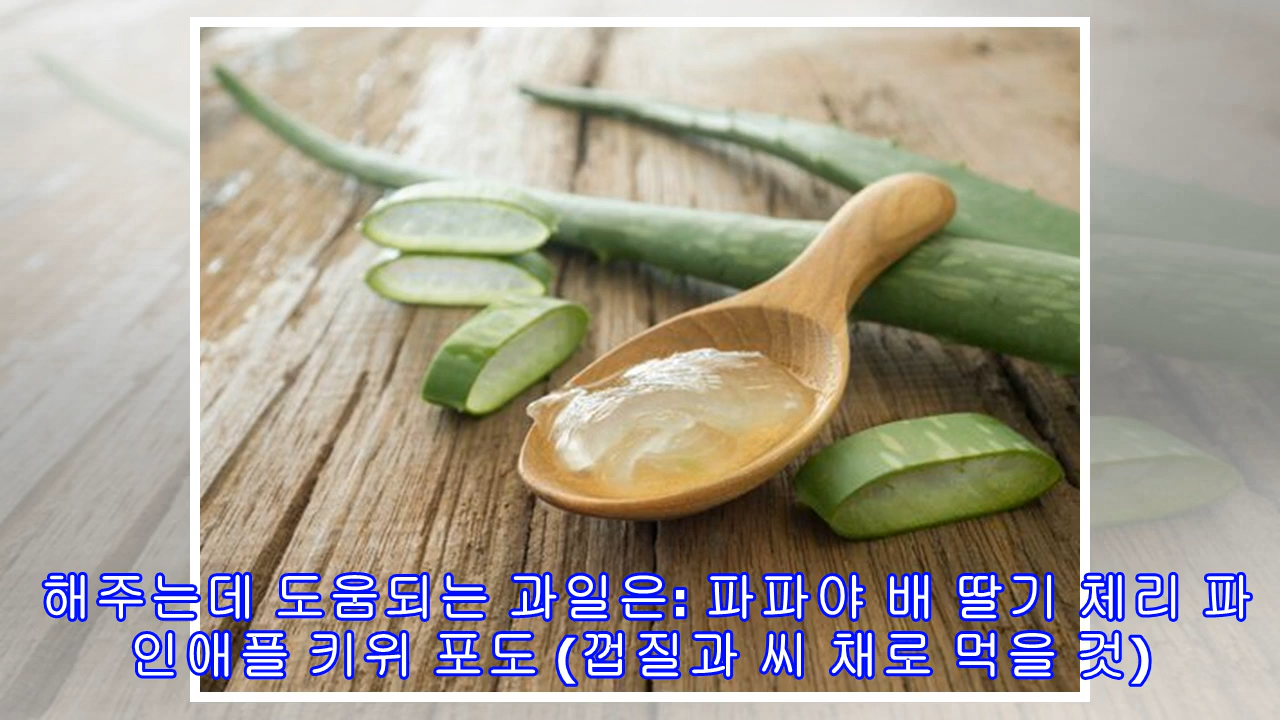 해주는데 도움되는 과일은: 파파야 배 딸기 체리 파
인애플 키위 포도 (껍질과 씨 채로 먹을 것)